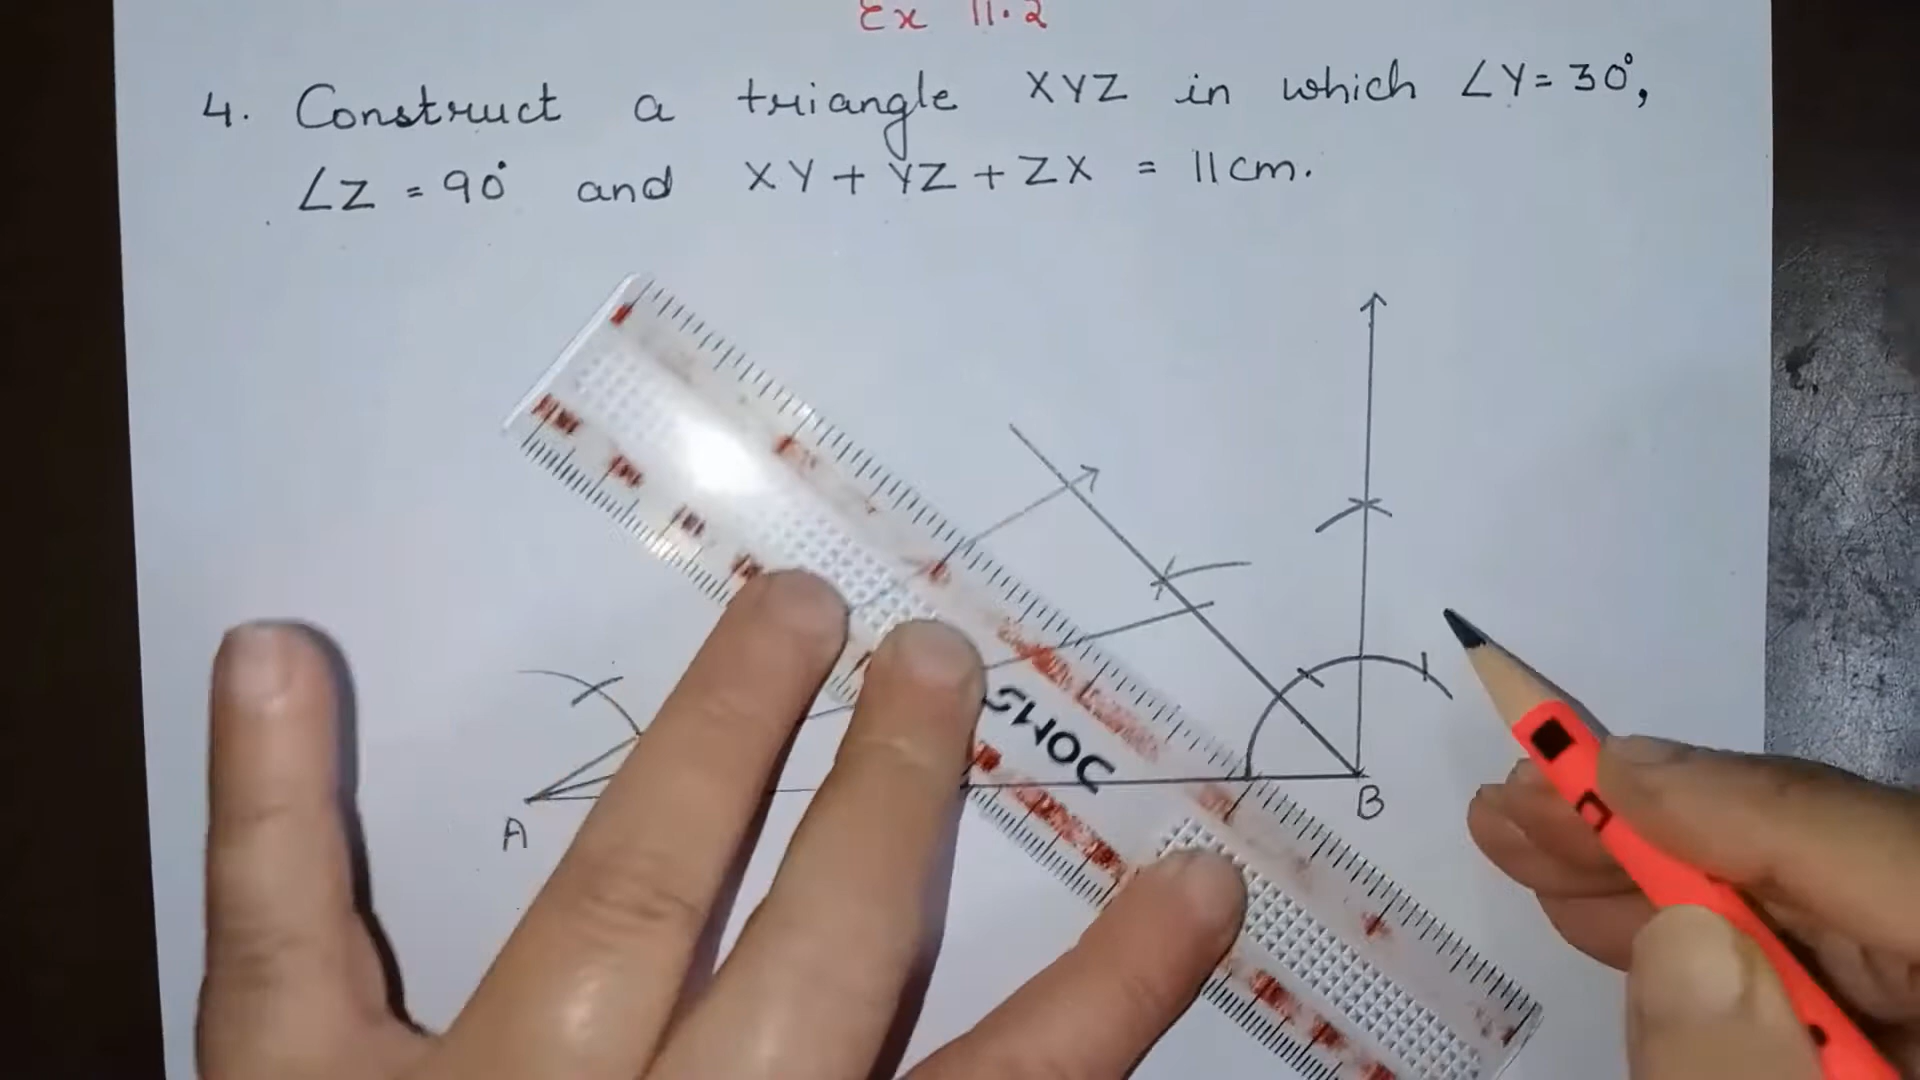 Ex 11.2
4. Construct a triangle XYZ in which ∠Y = 30°,
∠Z = 90° and XY + YZ + ZX = 11 cm.
A
B
DOMS